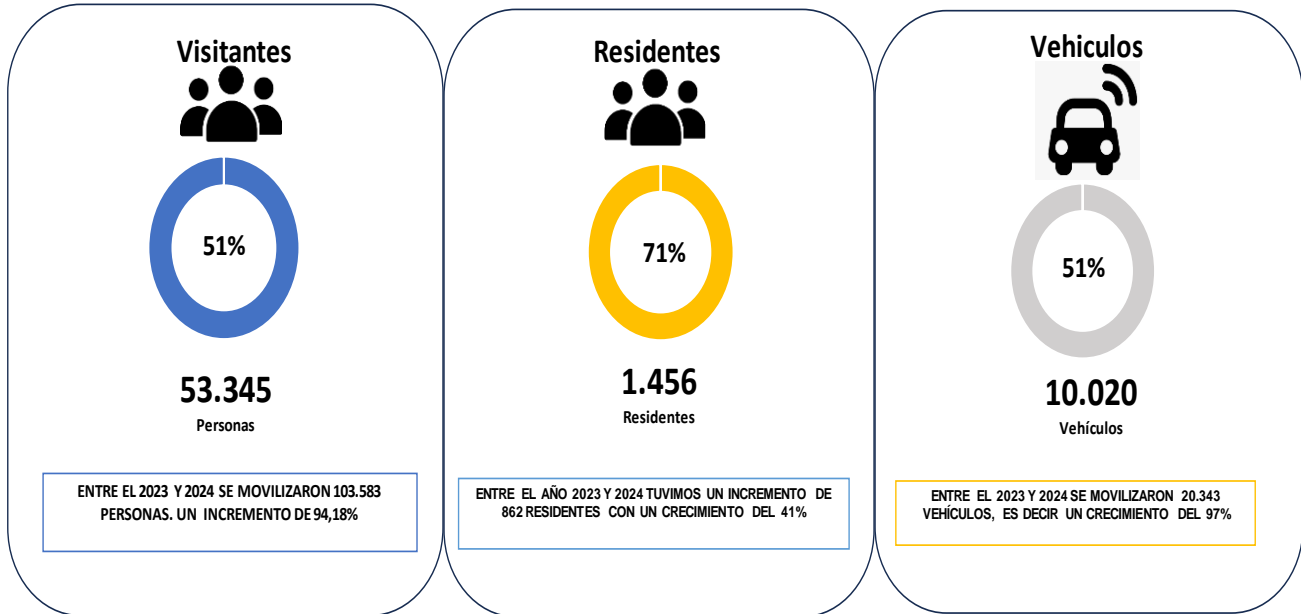 Visitantes
51%
53.345
Personas
ENTRE EL 2023 Y 2024 SE MOVILIZARON 103.583
PERSONAS. UN INCREMENTO DE 94,18%
Residentes
71%
1.456
Residentes
ENTRE EL AÑO 2023 Y 2024 TUVIMOS UN INCREMENTO DE
862 RESIDENTES CON UN CRECIMIENTO DEL 41%
Vehiculos
51%
10.020
Vehículos
ENTRE EL 2023 Y 2024 SE MOVILIZARON 20.343
VEHÍCULOS, ES DECIR UN CRECIMIENTO DEL 97%